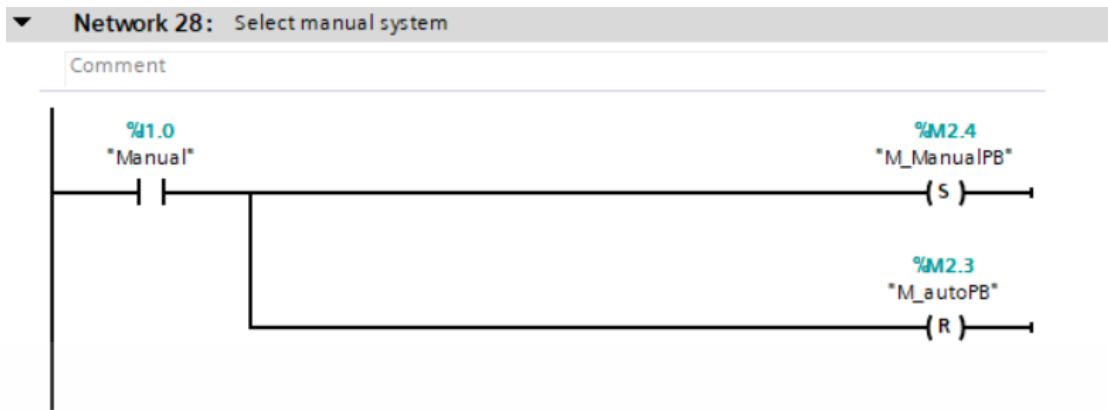 Network 28: Select manual system
Comment
%I1.0
"Manual"
%M2.4
"M_ManualPB"
S
%M2.3
"M_autoPB"
R